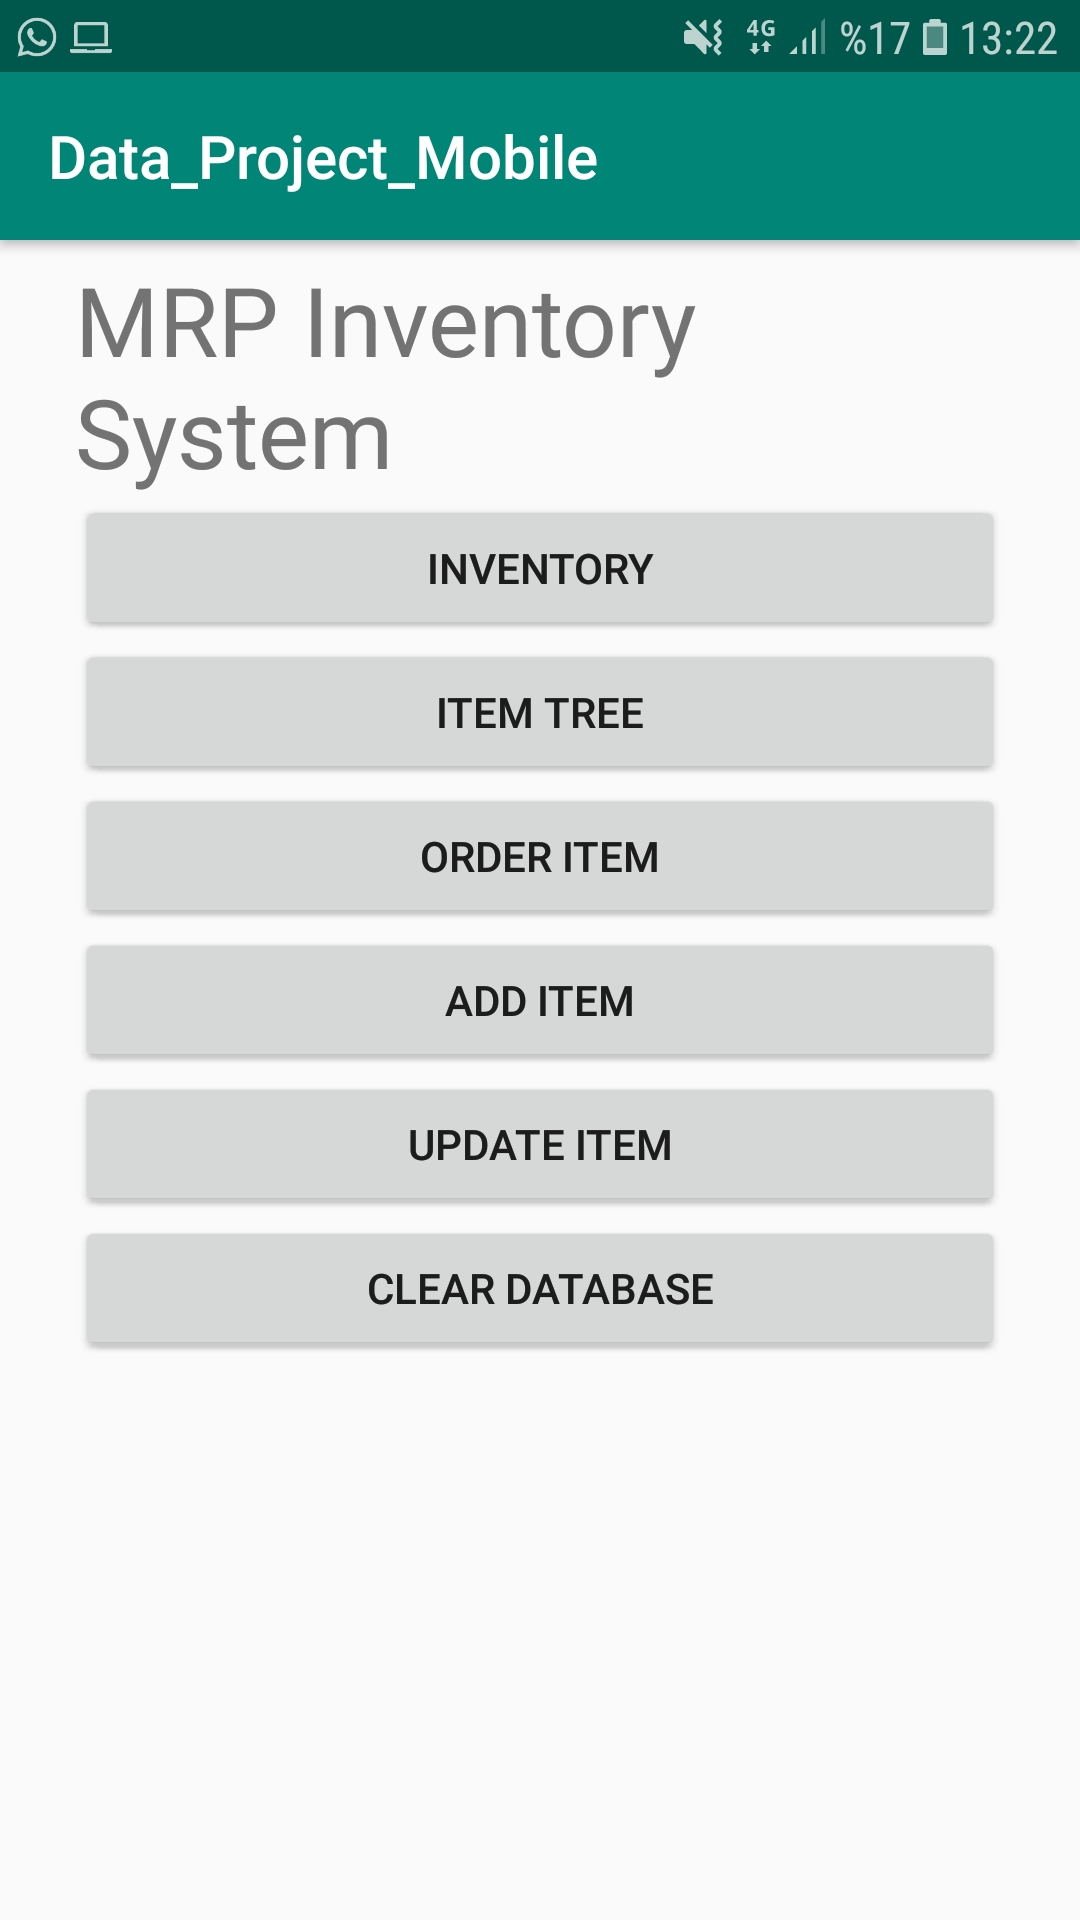 4G %17 13:22
Data_Project_Mobile
MRP Inventory
System
INVENTORY
ITEM TREE
ORDER ITEM
ADD ITEM
UPDATE ITEM
CLEAR DATABASE